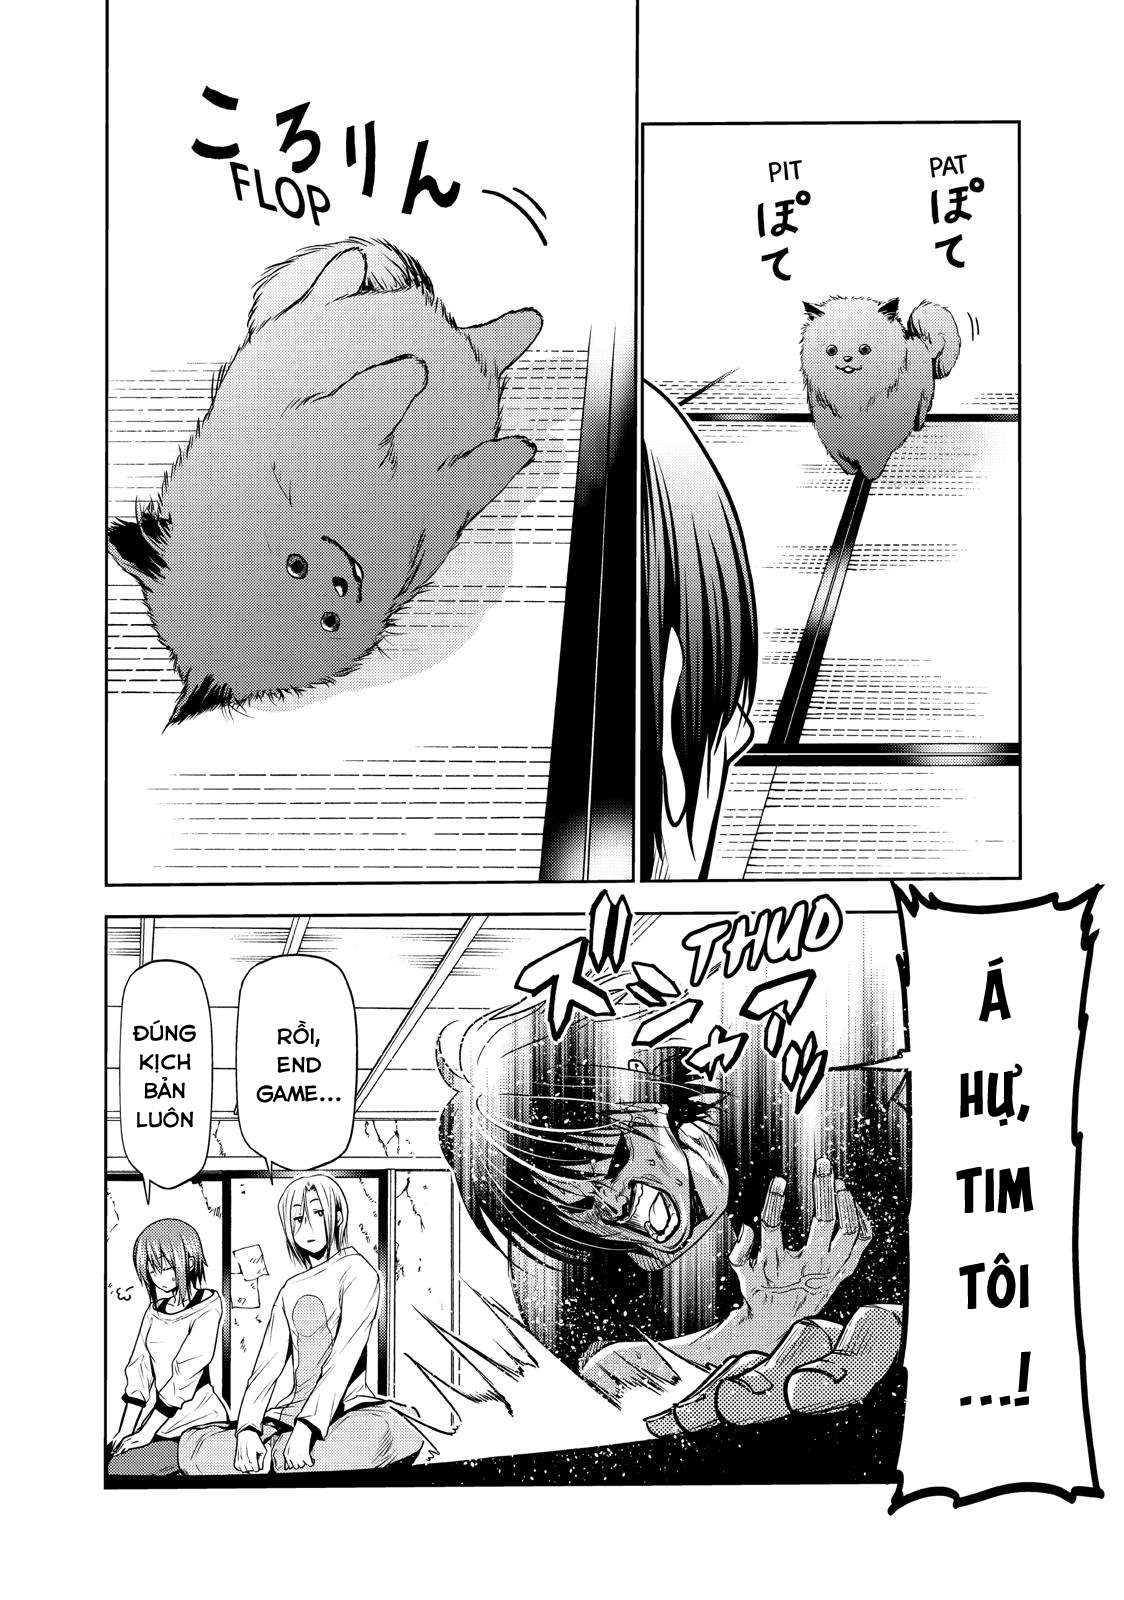 PAT
ぽて
PIT
ぽて
ころりん
FLOP
Á
HỰ,
TIM
TÔI
...!
THUD
ズシャアッ
RỒI,
END
GAME...
ĐÚNG
KỊCH
BẢN
LUÔN